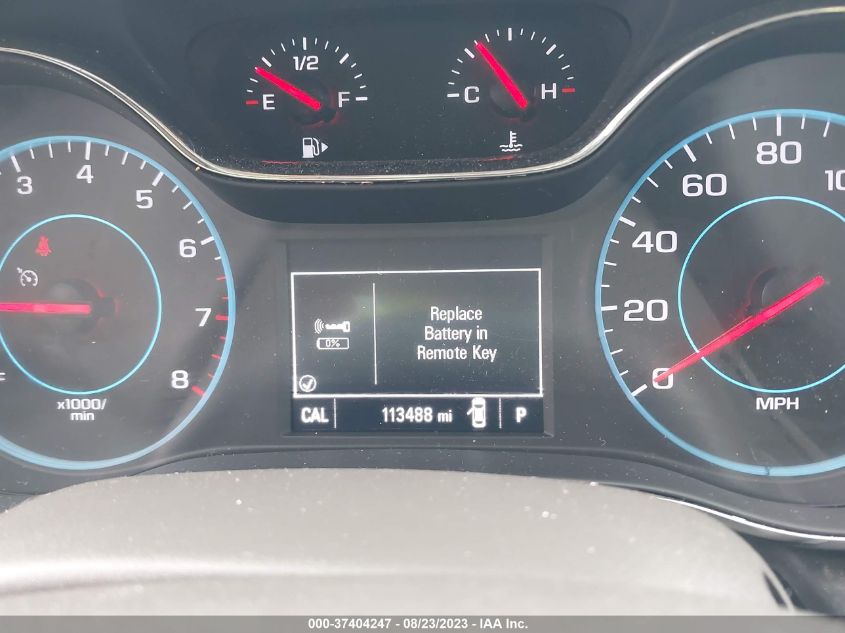 1/2
E F
C H
3 4 5 6 7 8
x1000/
min
0%
Replace
Battery in
Remote Key
CAL 113488 mi P
0 20 40 60 80
MPH
000-37404247 - 08/23/2023 - IAA Inc.